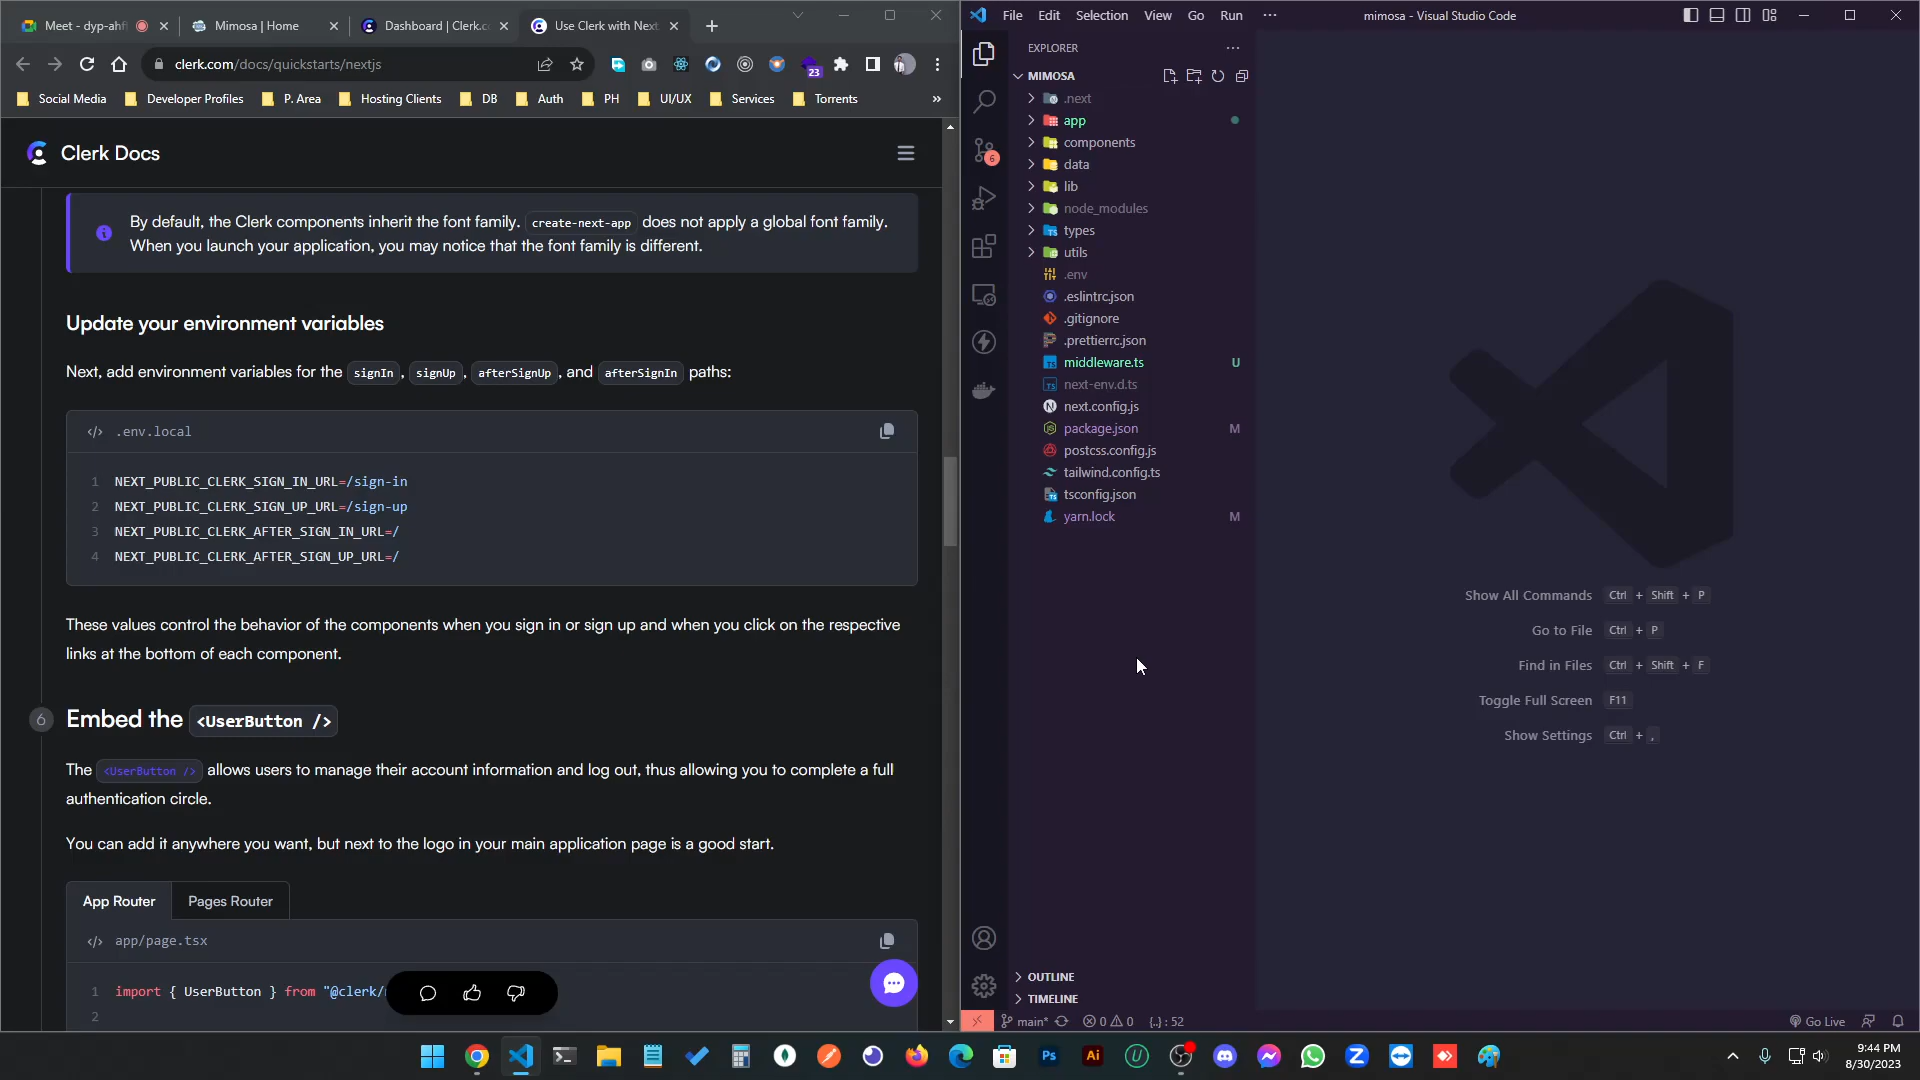 Meet - dyp-ahf
Mimosa | Home
Dashboard | Clerk.c
Use Clerk with Next
clerk.com/docs/quickstarts/nextjs
23
Social Media
Developer Profiles
P. Area
Hosting Clients
DB
Auth
PH
UI/UX
Services
Torrents
»
Clerk Docs
By default, the Clerk components inherit the font family. create-next-app does not apply a global font family.
When you launch your application, you may notice that the font family is different.
Update your environment variables
Next, add environment variables for the signIn, signUp, afterSignUp, and afterSignIn paths:
</> .env.local
1 NEXT_PUBLIC_CLERK_SIGN_IN_URL=/sign-in
2 NEXT_PUBLIC_CLERK_SIGN_UP_URL=/sign-up
3 NEXT_PUBLIC_CLERK_AFTER_SIGN_IN_URL=/
4 NEXT_PUBLIC_CLERK_AFTER_SIGN_UP_URL=/
These values control the behavior of the components when you sign in or sign up and when you click on the respective
links at the bottom of each component.
6 Embed the <UserButton />
The <UserButton /> allows users to manage their account information and log out, thus allowing you to complete a full
authentication circle.
You can add it anywhere you want, but next to the logo in your main application page is a good start.
App Router
Pages Router
</> app/page.tsx
1 import { UserButton } from "@clerk/
2
File Edit Selection View Go Run ···
mimosa - Visual Studio Code
EXPLORER
MIMOSA
.next
app
components
data
lib
node_modules
types
utils
.env
.eslintrc.json
.gitignore
.prettierrc.json
middleware.ts U
next-env.d.ts
next.config.js
package.json M
postcss.config.js
tailwind.config.ts
tsconfig.json
yarn.lock M
6
Show All Commands Ctrl + Shift + P
Go to File Ctrl + P
Find in Files Ctrl + Shift + F
Toggle Full Screen F11
Show Settings Ctrl + ,
OUTLINE
TIMELINE
main*
0 0
{..} : 52
Go Live
Ps
Ai
9:44 PM
8/30/2023